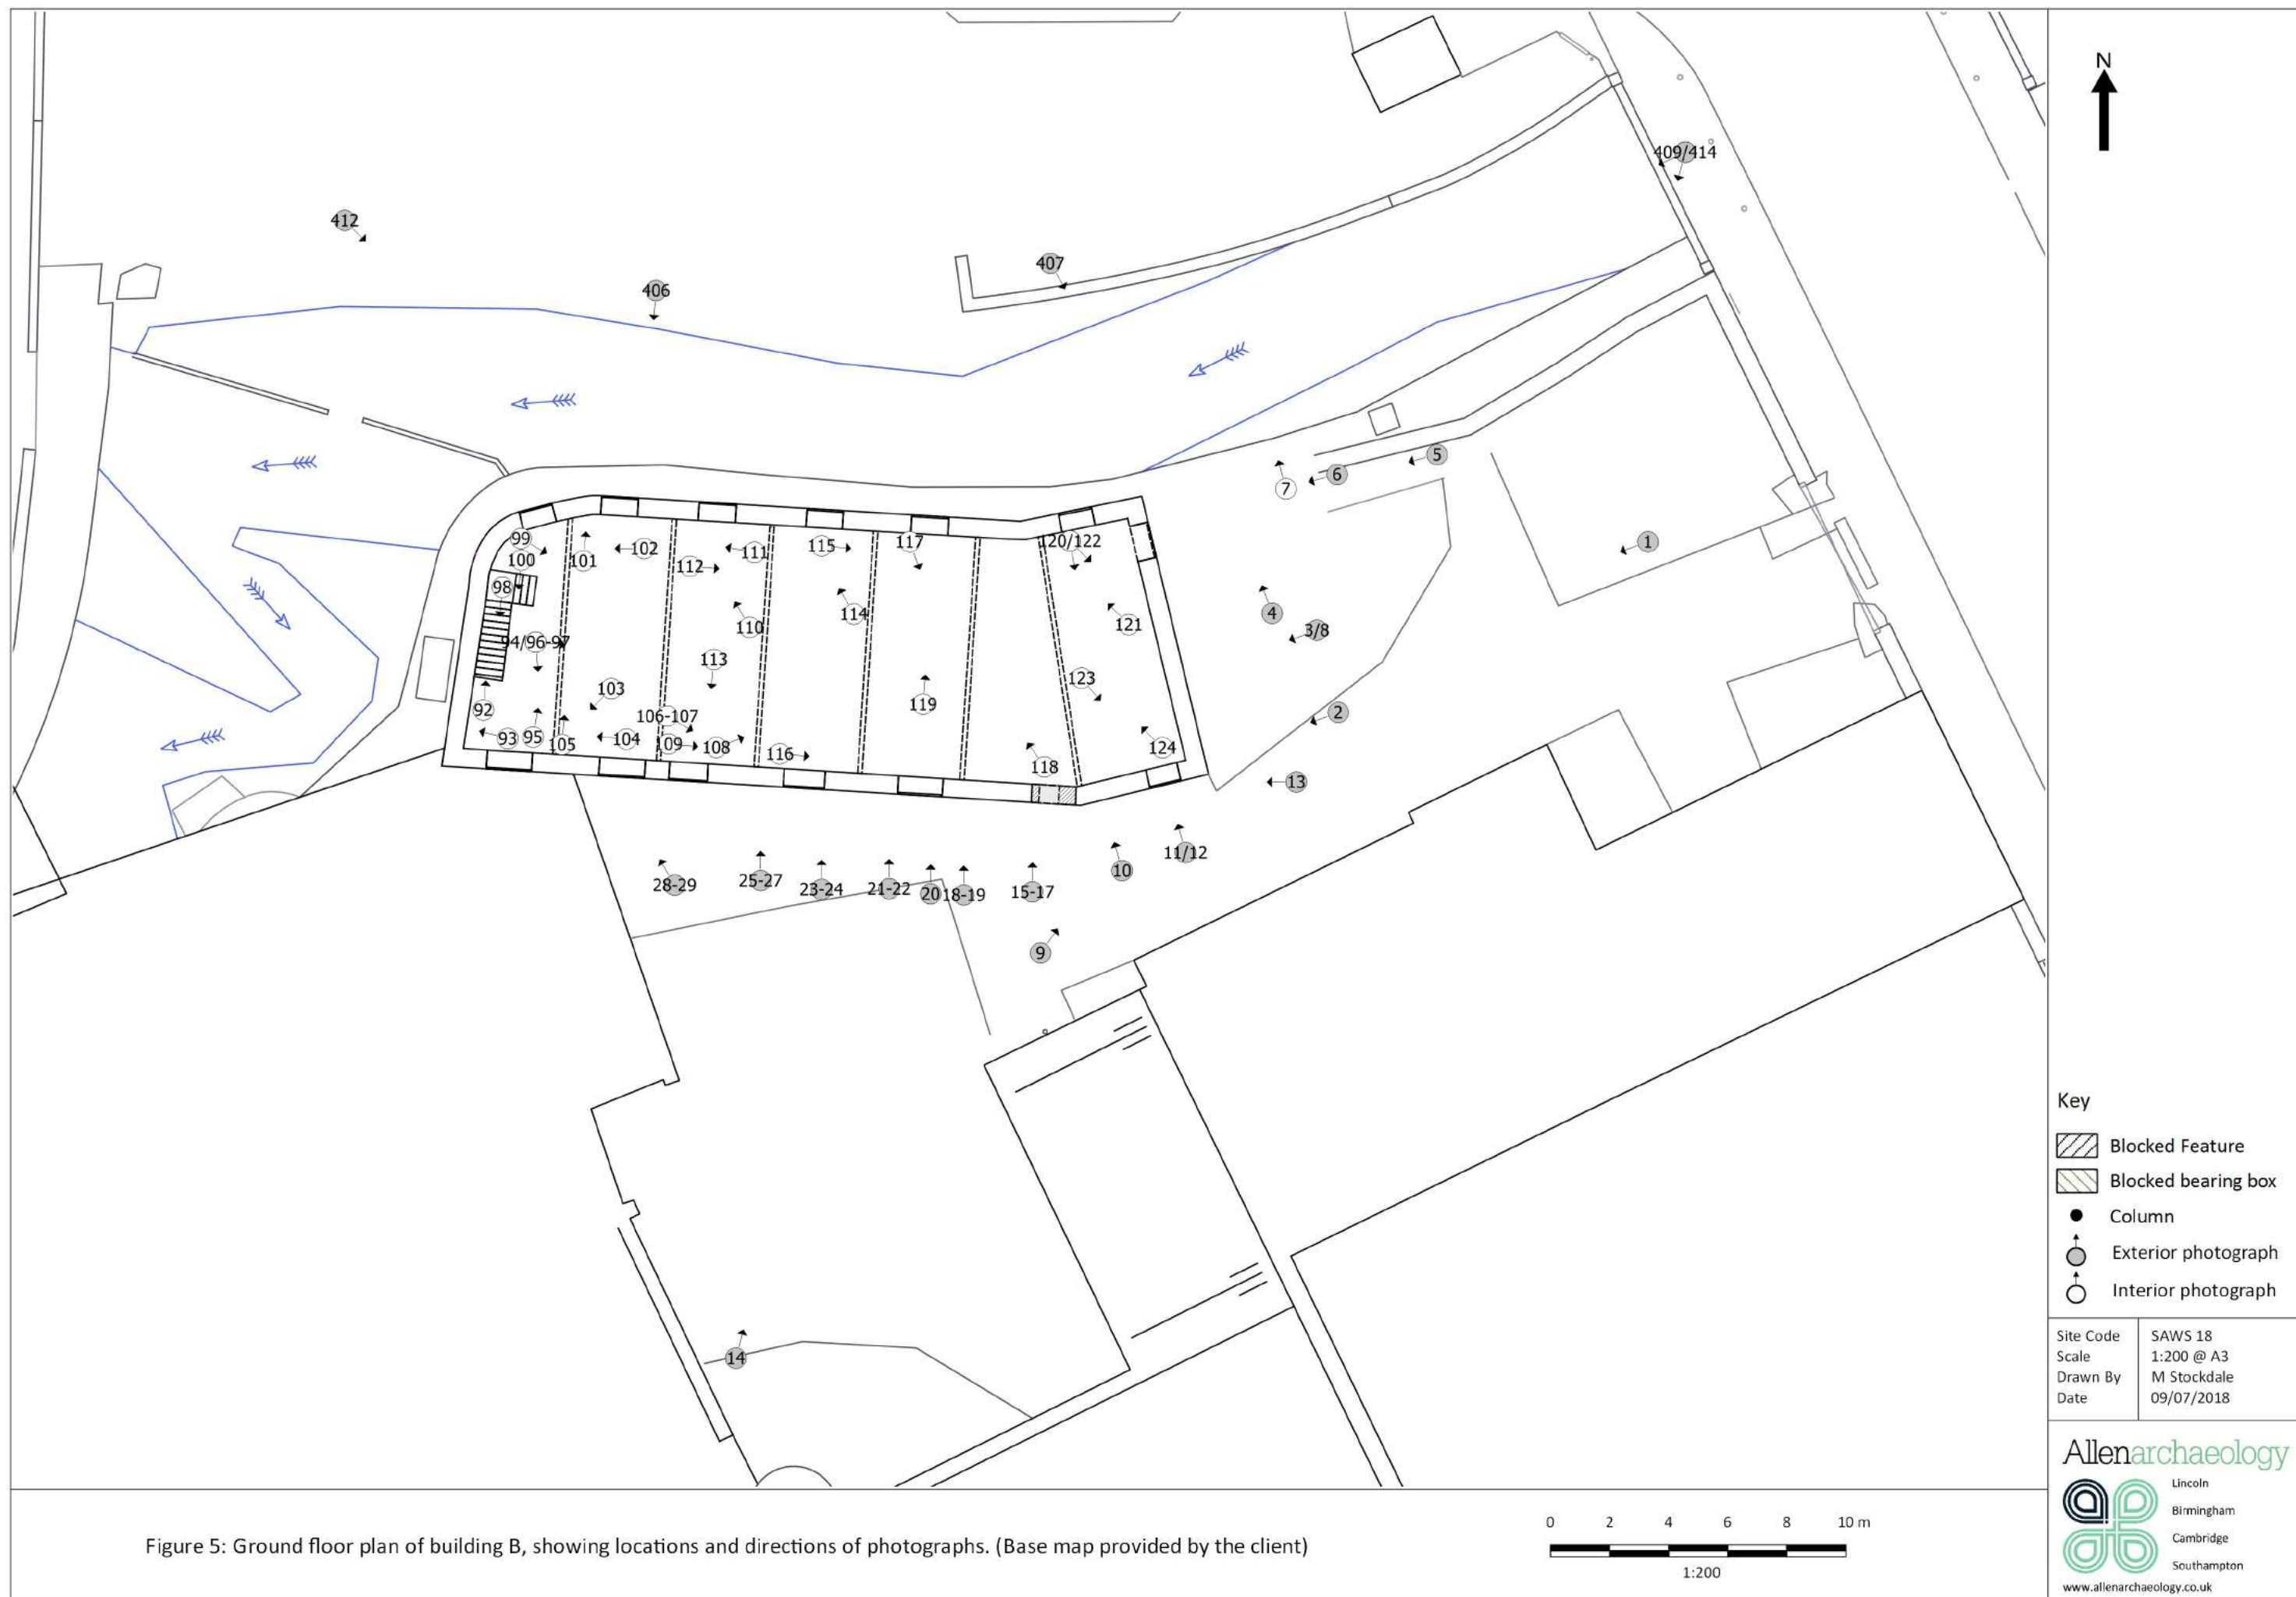 N
409/414
412
407
406
5
6
7
99
102
111
115
117
120/122
101
100
112
1
98
110
114
4
121
3/8
94/96-97
113
123
103
119
92
106-107
2
93
95
105
104
109
108
116
124
118
13
11/12
10
28-29
25-27
23-24
21-22
20
18-19
15-17
9
14
Key
Blocked Feature
Blocked bearing box
Column
Exterior photograph
Interior photograph
Site Code SAWS 18
Scale 1:200 @ A3
Drawn By M Stockdale
Date 09/07/2018
Allenarchaeology
Lincoln
Birmingham
Cambridge
Southampton
www.allenarchaeology.co.uk
Figure 5: Ground floor plan of building B, showing locations and directions of photographs. (Base map provided by the client)
0 2 4 6 8 10 m
1:200